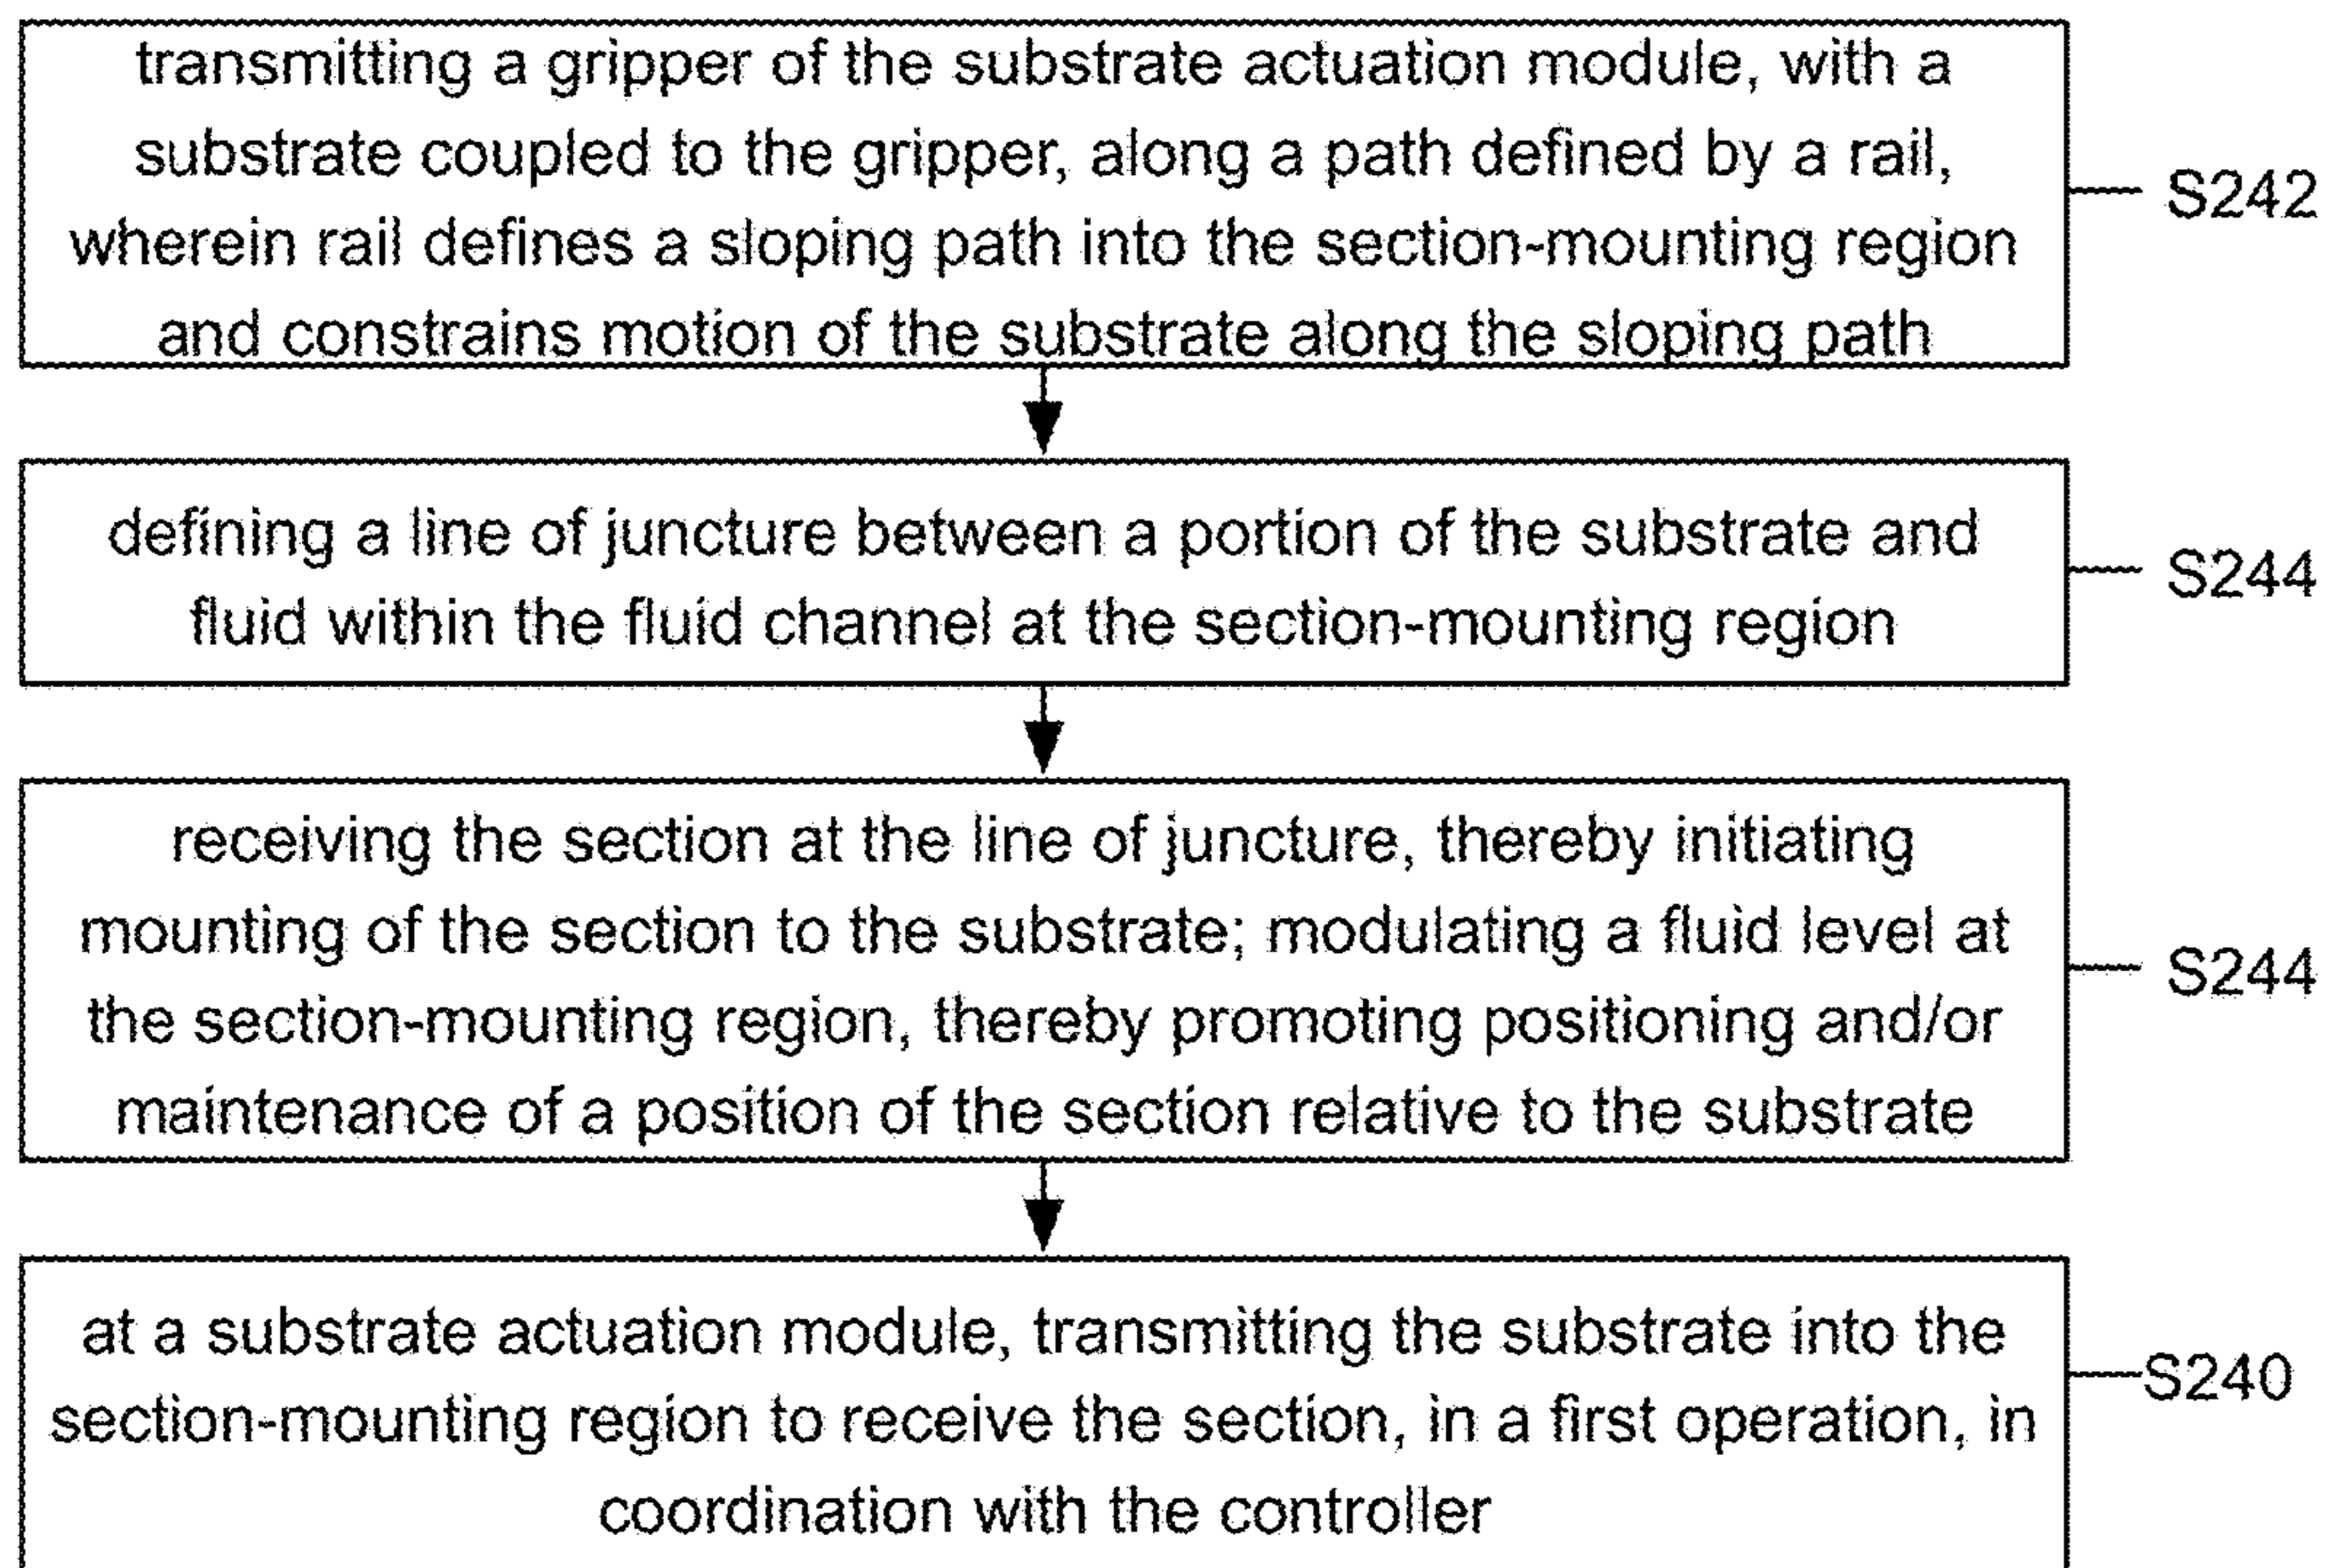 transmitting a gripper of the substrate actuation module, with a
substrate coupled to the gripper, along a path defined by a rail,
wherein rail defines a sloping path into the section-mounting region
and constrains motion of the substrate along the sloping path
S242
defining a line of juncture between a portion of the substrate and
fluid within the fluid channel at the section-mounting region
S244
receiving the section at the line of juncture, thereby initiating
mounting of the section to the substrate; modulating a fluid level at
the section-mounting region, thereby promoting positioning and/or
maintenance of a position of the section relative to the substrate
S244
at a substrate actuation module, transmitting the substrate into the
section-mounting region to receive the section, in a first operation, in
coordination with the controller
S240